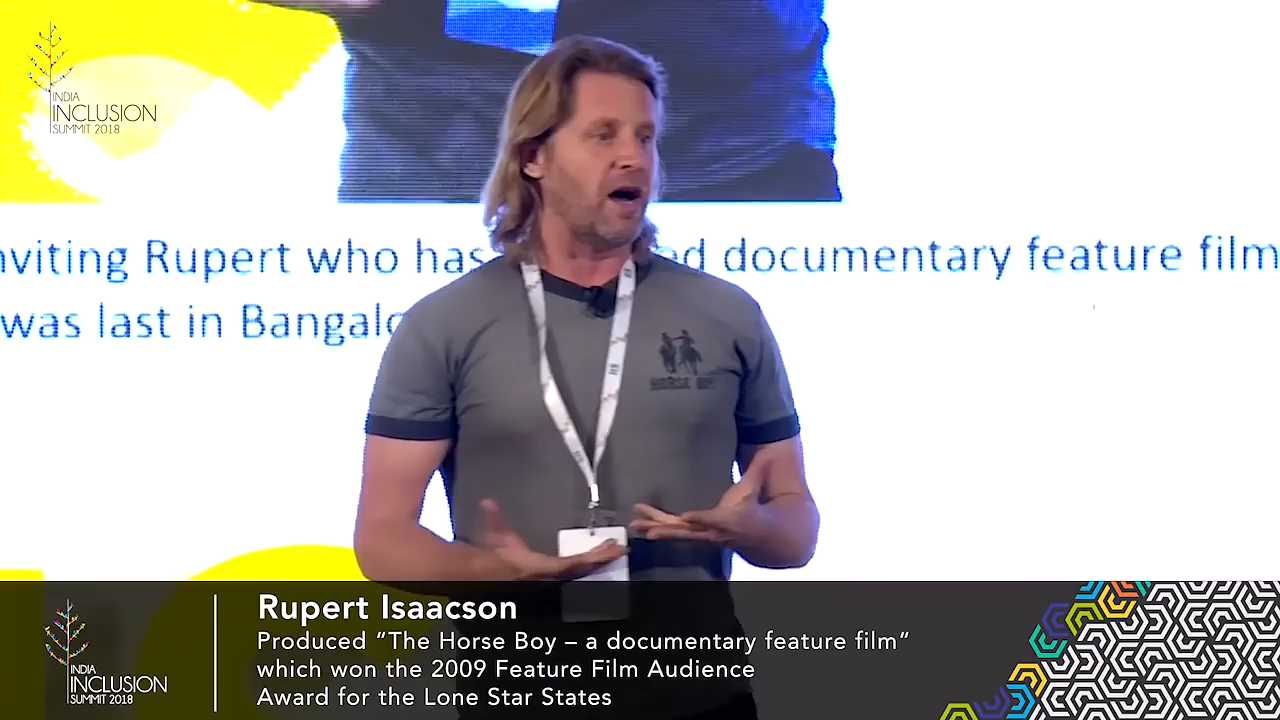 INDIA
INCLUSION
SUMMIT 2018
nviting Rupert who has ed documentary feature film
was last in Bangalo
HORSE BOY
INDIA
INCLUSION
SUMMIT 2018
Rupert Isaacson
Produced “The Horse Boy – a documentary feature film“
which won the 2009 Feature Film Audience
Award for the Lone Star States